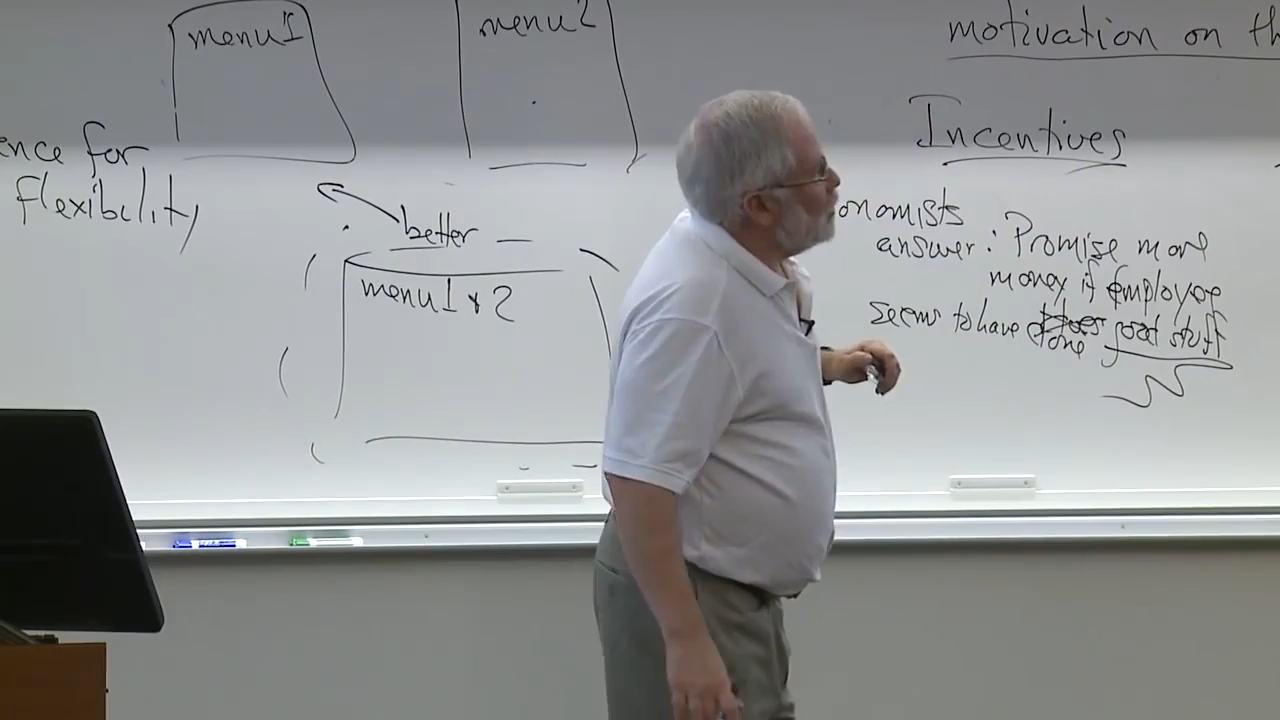 menu1
menu2
ence for
flexibility
better
menu1 + 2
motivation on th
Incentives
onomists
answer: Promise more
money if employee
seems to have done good stuff